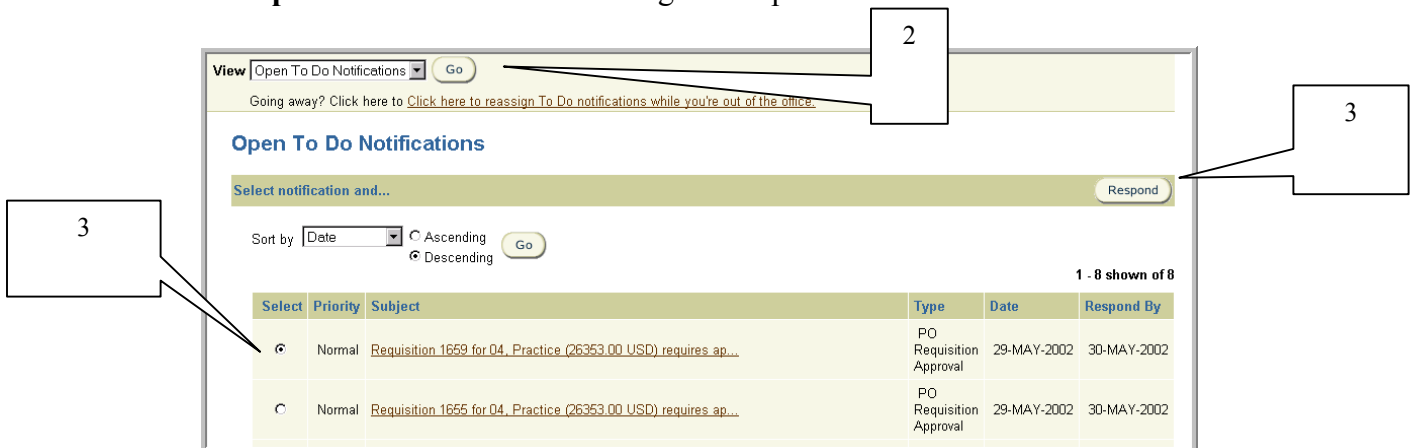 2
View Open To Do Notifications Go
Going away? Click here to Click here to reassign To Do notifications while you're out of the office.
3
Open To Do Notifications
Select notification and... Respond
3
Sort by Date Ascending
Descending Go
1 - 8 shown of 8
Select Priority Subject Type Date Respond By
Normal Requisition 1659 for 04, Practice (26353.00 USD) requires ap... PO Requisition Approval 29-MAY-2002 30-MAY-2002
Normal Requisition 1655 for 04, Practice (26353.00 USD) requires ap... PO Requisition Approval 29-MAY-2002 30-MAY-2002